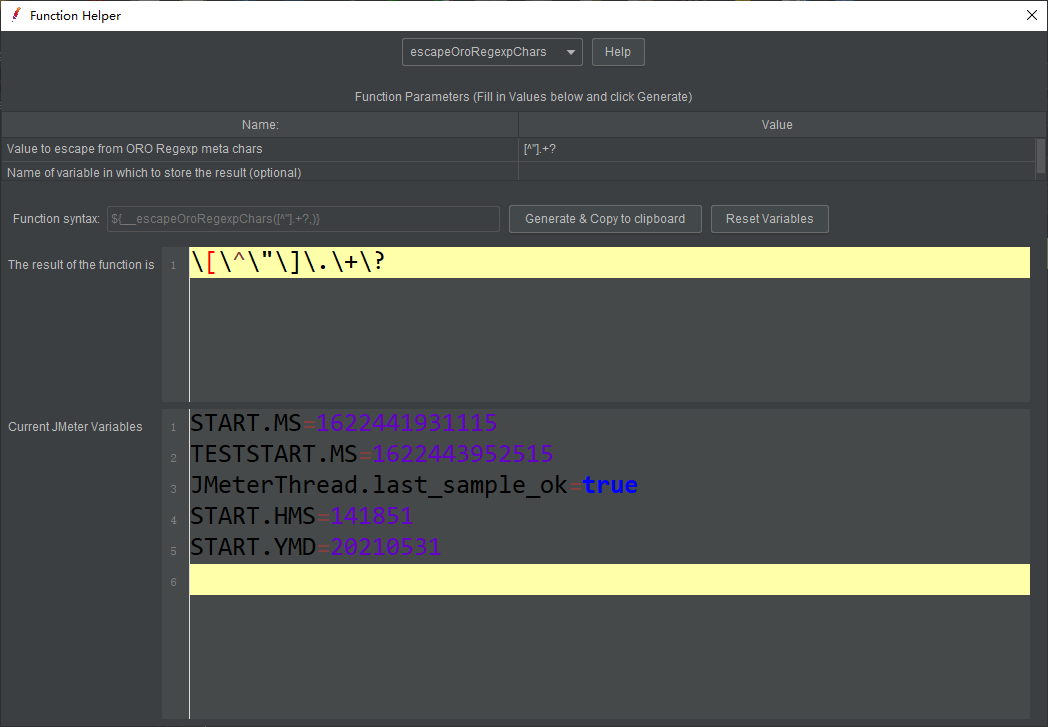 Function Helper
escapeOroRegexpChars Help
Function Parameters (Fill in Values below and click Generate)
Name: Value
Value to escape from ORO Regexp meta chars [^"].+?
Name of variable in which to store the result (optional)
Function syntax: ${__escapeOroRegexpChars([^"].+?,)} Generate & Copy to clipboard Reset Variables
The result of the function is 1 \[\^\"\]\.\+\?
Current JMeter Variables 1 START.MS=1622441931115
2 TESTSTART.MS=1622443952515
3 JMeterThread.last_sample_ok=true
4 START.HMS=141851
5 START.YMD=20210531
6